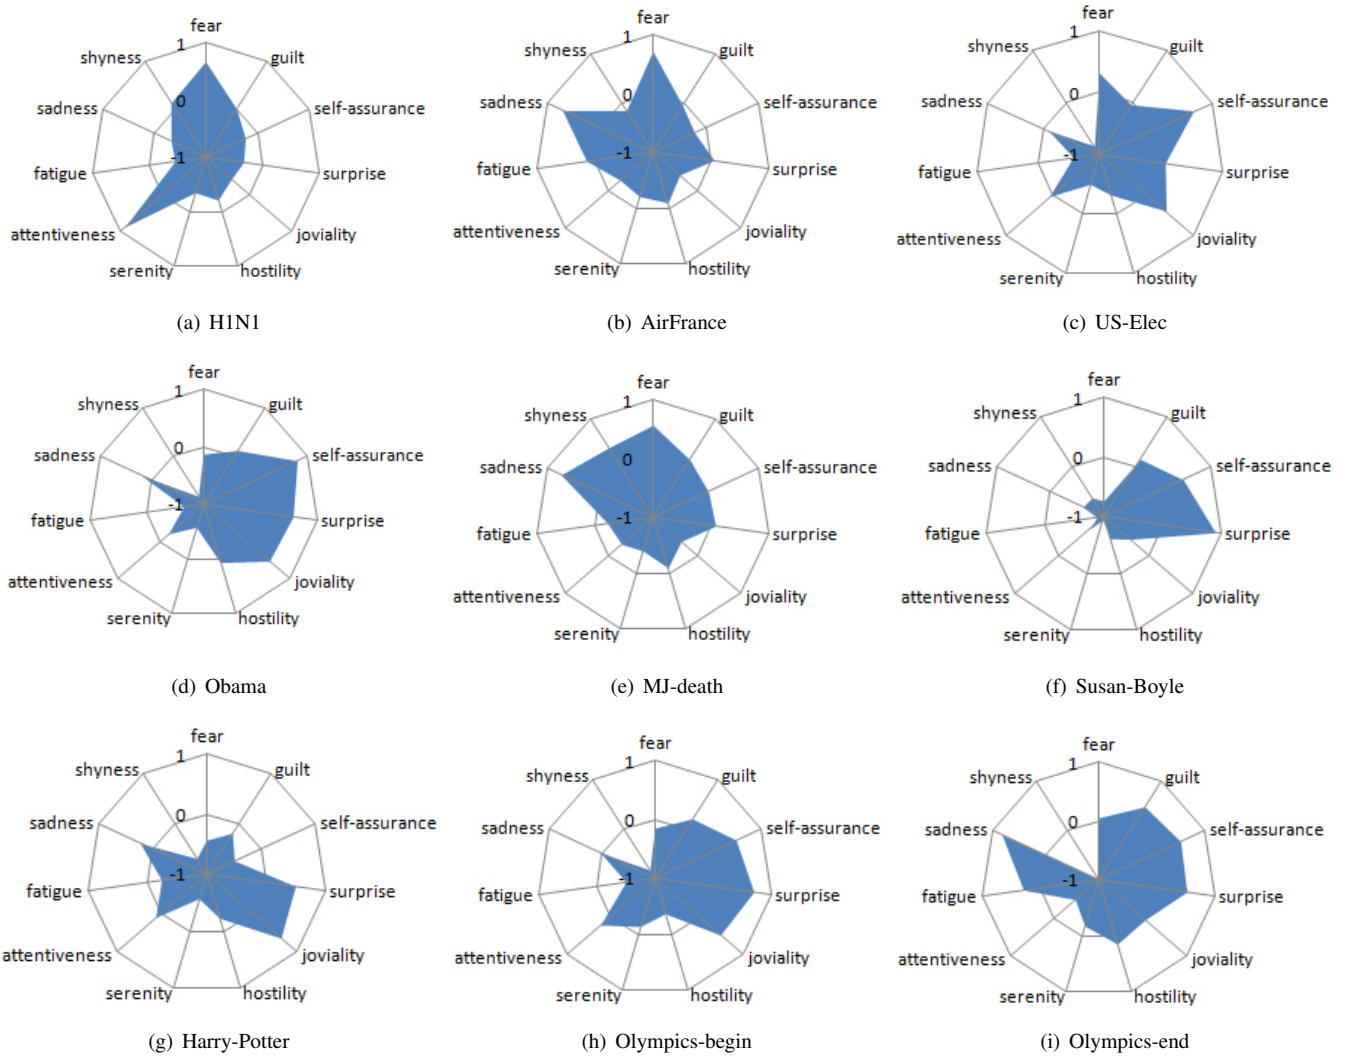 fear
1
shyness
guilt
sadness
0
self-assurance
-1
fatigue
surprise
attentiveness
joviality
serenity
hostility
(a) H1N1
fear
1
shyness
guilt
sadness
0
self-assurance
-1
fatigue
surprise
attentiveness
joviality
serenity
hostility
(b) AirFrance
fear
1
shyness
guilt
sadness
0
self-assurance
-1
fatigue
surprise
attentiveness
joviality
serenity
hostility
(c) US-Elec
fear
1
shyness
guilt
sadness
0
self-assurance
-1
fatigue
surprise
attentiveness
joviality
serenity
hostility
(d) Obama
fear
1
shyness
guilt
sadness
0
self-assurance
-1
fatigue
surprise
attentiveness
joviality
serenity
hostility
(e) MJ-death
fear
1
shyness
guilt
sadness
0
self-assurance
-1
fatigue
surprise
attentiveness
joviality
serenity
hostility
(f) Susan-Boyle
fear
1
shyness
guilt
sadness
0
self-assurance
-1
fatigue
surprise
attentiveness
joviality
serenity
hostility
(g) Harry-Potter
fear
1
shyness
guilt
sadness
0
self-assurance
-1
fatigue
surprise
attentiveness
joviality
serenity
hostility
(h) Olympics-begin
fear
1
shyness
guilt
sadness
0
self-assurance
-1
fatigue
surprise
attentiveness
joviality
serenity
hostility
(i) Olympics-end